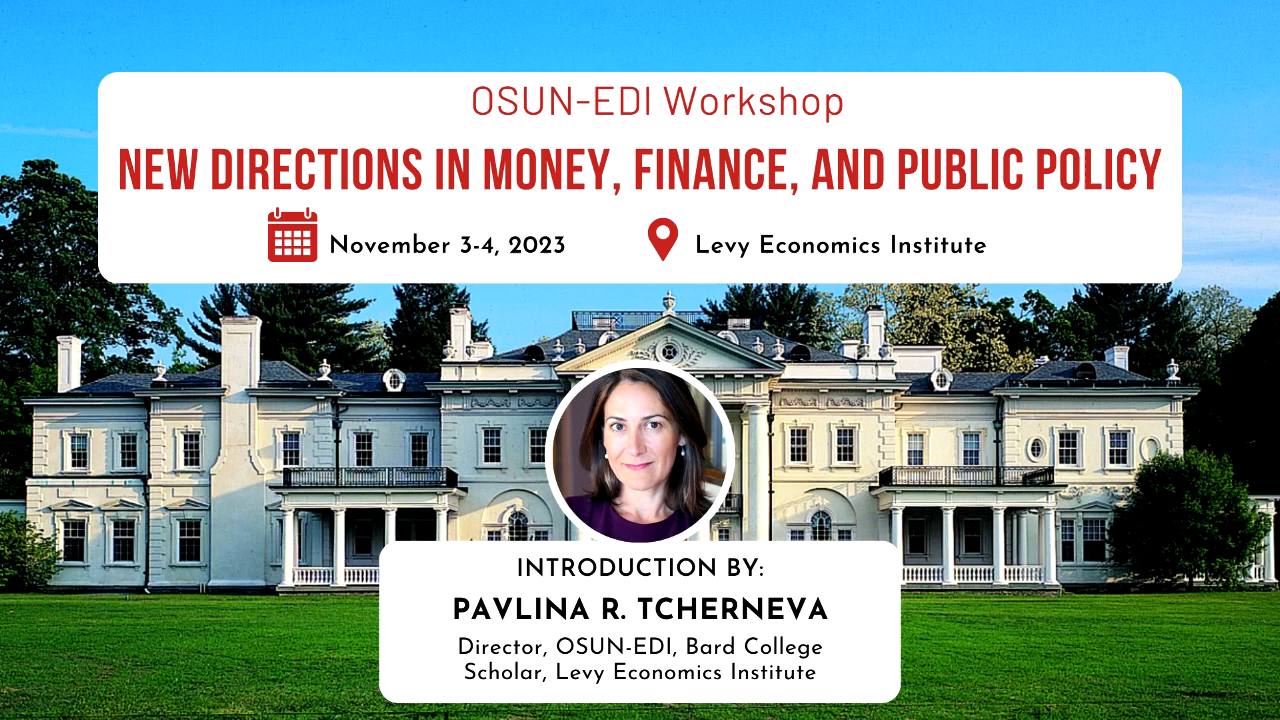 OSUN-EDI Workshop
NEW DIRECTIONS IN MONEY, FINANCE, AND PUBLIC POLICY
November 3-4, 2023
Levy Economics Institute
INTRODUCTION BY:
PAVLINA R. TCHERNEVA
Director, OSUN-EDI, Bard College
Scholar, Levy Economics Institute